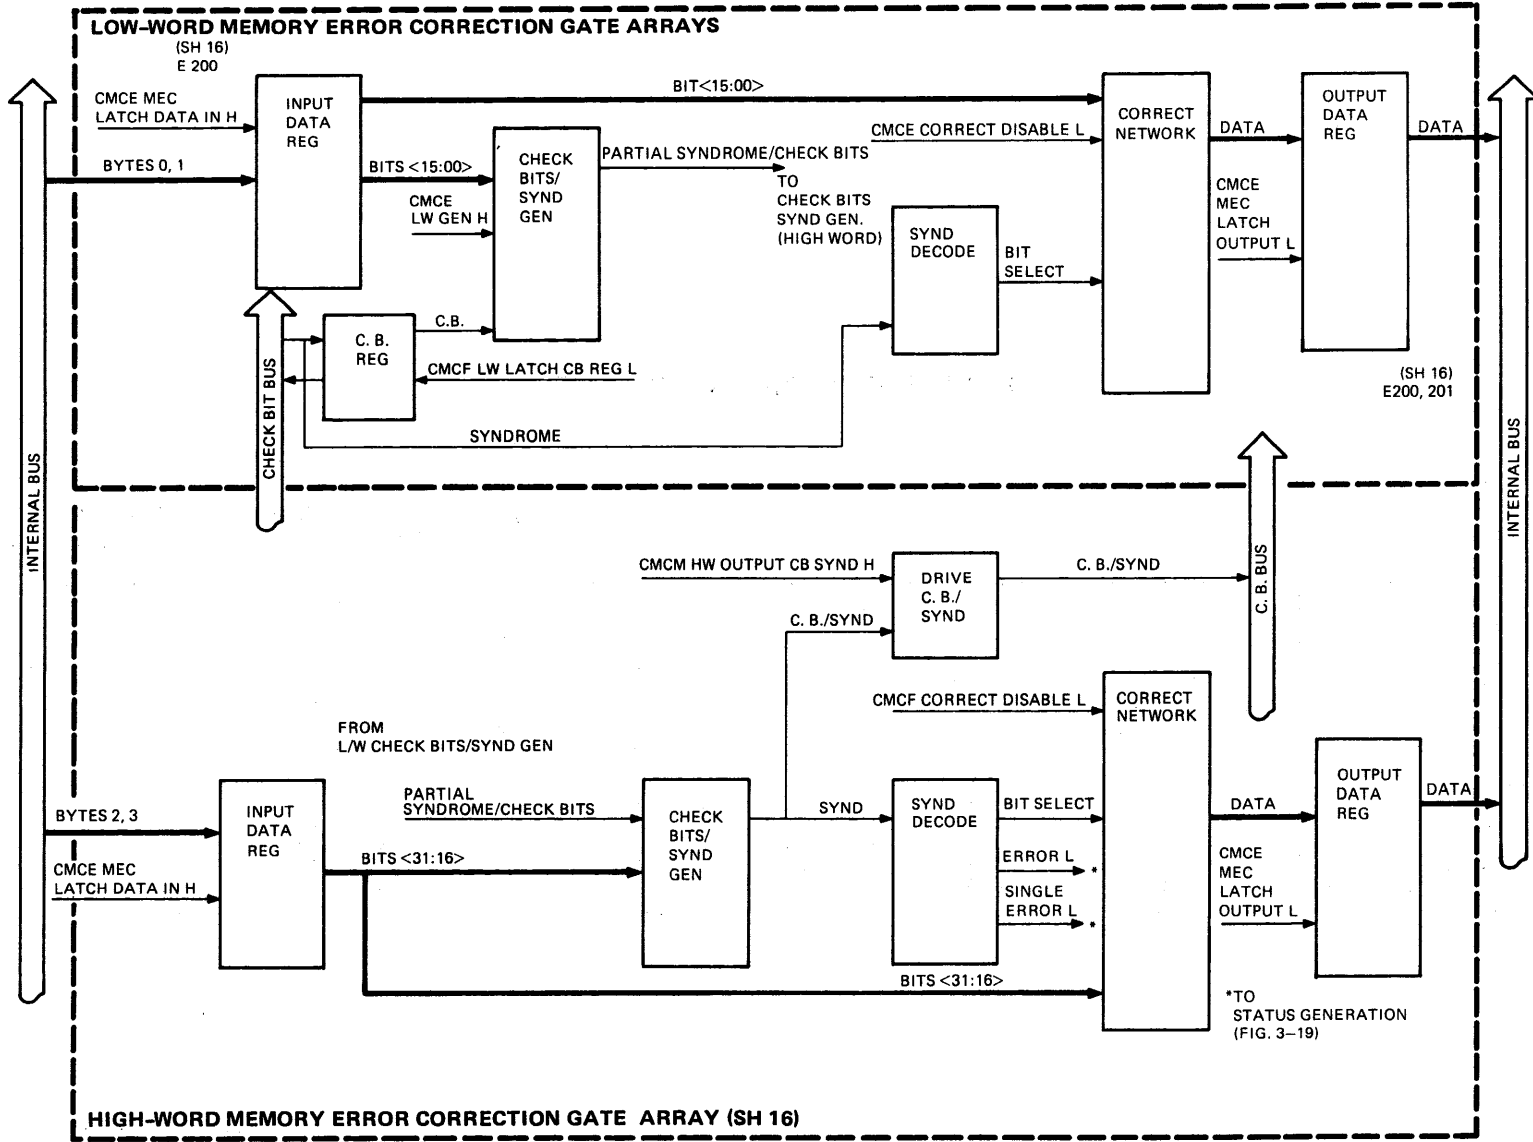 LOW–WORD MEMORY ERROR CORRECTION GATE ARRAYS
(SH 16)
E 200
CMCE MEC
LATCH DATA IN H
BYTES 0, 1
INPUT
DATA
REG
BIT<15:00>
BITS <15:00>
CMCE
LW GEN H
CHECK
BITS/
SYND
GEN
PARTIAL SYNDROME/CHECK BITS
TO
CHECK BITS
SYND GEN.
(HIGH WORD)
CMCE CORRECT DISABLE L
SYND
DECODE
BIT
SELECT
CORRECT
NETWORK
DATA
CMCE
MEC
LATCH
OUTPUT L
OUTPUT
DATA
REG
DATA
(SH 16)
E200, 201
C. B.
REG
C.B.
CMCF LW LATCH CB REG L
SYNDROME
CHECK BIT BUS
INTERNAL BUS
INTERNAL BUS
CMCM HW OUTPUT CB SYND H
DRIVE
C. B./
SYND
C. B./SYND
C. B./SYND
C. B. BUS
CMCF CORRECT DISABLE L
CORRECT
NETWORK
FROM
L/W CHECK BITS/SYND GEN
PARTIAL
SYNDROME/CHECK BITS
BYTES 2, 3
CMCE MEC
LATCH DATA IN H
INPUT
DATA
REG
BITS <31:16>
CHECK
BITS/
SYND
GEN
SYND
SYND
DECODE
BIT SELECT
ERROR L
*
SINGLE
ERROR L
*
BITS <31:16>
DATA
CMCE
MEC
LATCH
OUTPUT L
OUTPUT
DATA
REG
DATA
*TO
STATUS GENERATION
(FIG. 3–19)
HIGH–WORD MEMORY ERROR CORRECTION GATE ARRAY (SH 16)